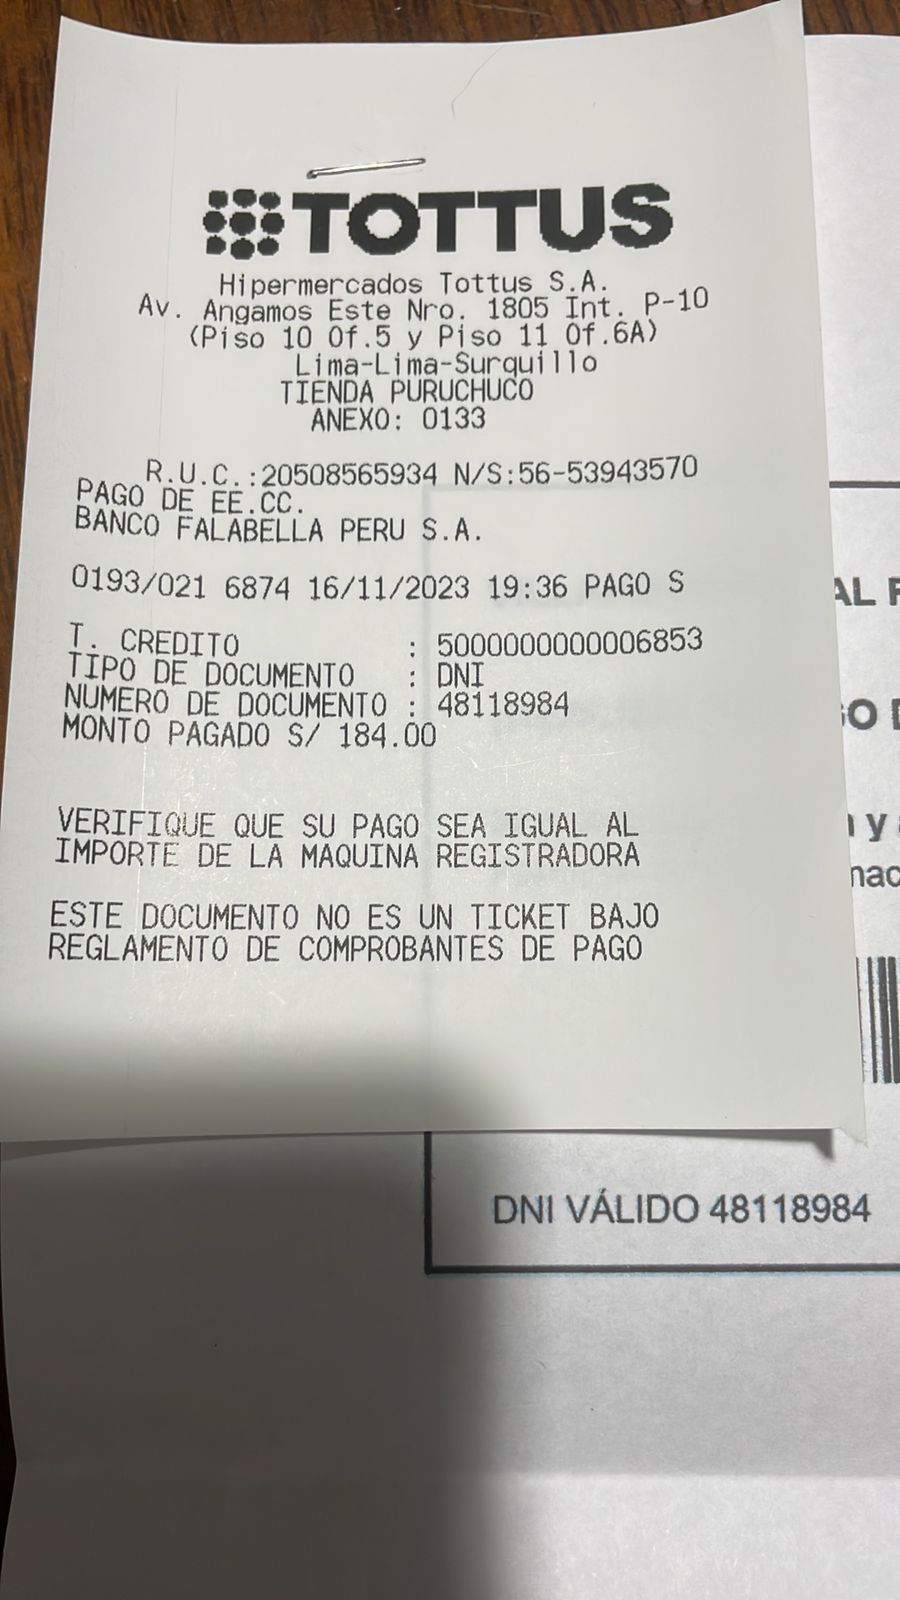 TOTTUS
Hipermercados Tottus S.A.
Av. Angamos Este Nro. 1805 Int. P-10
(Piso 10 Of.5 y Piso 11 Of.6A)
Lima-Lima-Surquillo
TIENDA PURUCHUCO
ANEXO: 0133
R.U.C.:20508565934 N/S:56-53943570
PAGO DE EE.CC.
BANCO FALABELLA PERU S.A.
0193/021 6874 16/11/2023 19:36 PAGO S
T. CREDITO : 5000000000006853
TIPO DE DOCUMENTO : DNI
NUMERO DE DOCUMENTO : 48118984
MONTO PAGADO S/ 184.00
VERIFIQUE QUE SU PAGO SEA IGUAL AL
IMPORTE DE LA MAQUINA REGISTRADORA
ESTE DOCUMENTO NO ES UN TICKET BAJO
REGLAMENTO DE COMPROBANTES DE PAGO
DNI VÁLIDO 48118984